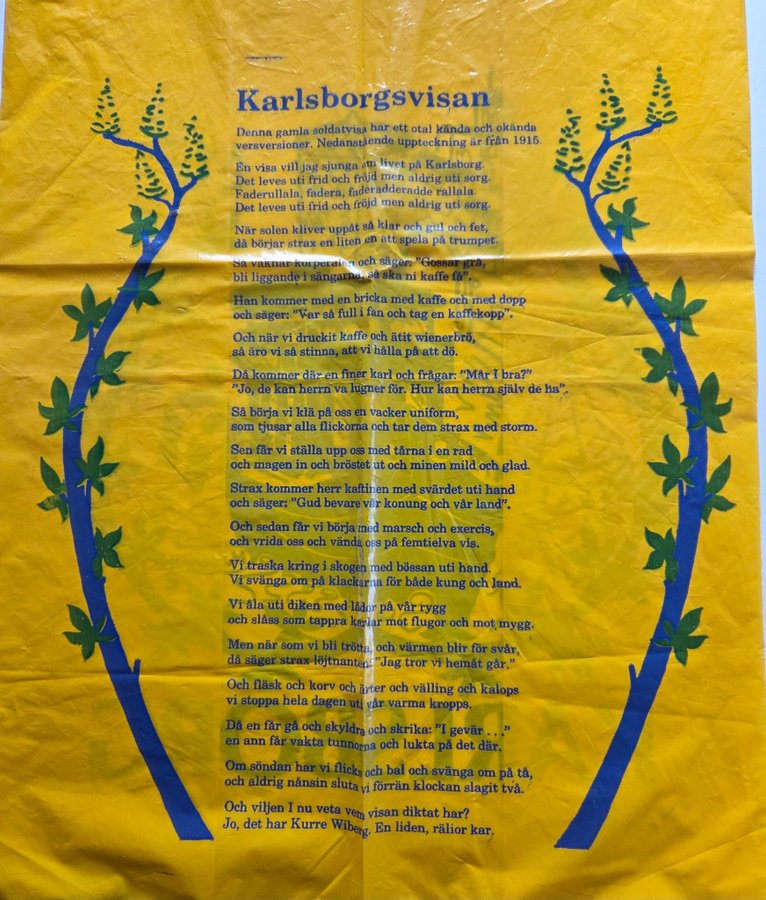 Karlsborgsvisan
Denna gamla soldatvisa har ett otal kända och okända
versversioner. Nedanstående uppteckning är från 1915.
En visa vill jag sjunga om livet på Karlsborg.
Det leves uti frid och fröjd men aldrig uti sorg.
Faderullala, fadera, faderadderadde rallala.
Det leves uti frid och fröjd men aldrig uti sorg.
När solen kliver uppåt så klar och gul och fet,
då börjar strax en liten en att spela på trumpet.
Så vaknar korperalen och säger: "Gossar grå,
bli liggande i sängarna, så ska ni kaffe få".
Han kommer med en bricka med kaffe och med dopp
och säger: "Var så full i fan och tag en kaffekopp".
Och när vi druckit kaffe och ätit wienerbrö,
så äro vi så stinna, att vi hålla på att dö.
Då kommer där en finer karl och frågar: "Mår I bra?"
"Jo, de kan herrn va lugner för. Hur kan herrn själv de ha".
Så börja vi klä på oss en vacker uniform,
som tjusar alla flickorna och tar dem strax med storm.
Sen får vi ställa upp oss med tårna i en rad
och magen in och bröstet ut och minen mild och glad.
Strax kommer herr kaftinen med svärdet uti hand
och säger: "Gud bevare vår konung och vår land".
Och sedan får vi börja med marsch och exercis,
och vrida oss och vända oss på femtielva vis.
Vi traska kring i skogen med bössan uti hand.
Vi svänga om på klackarna för både kung och land.
Vi åla uti diken med lådor på vår rygg
och slåss som tappra karlar mot flugor och mot mygg.
Men när som vi bli trötta, och värmen blir för svår,
då säger strax löjtnanten: "Jag tror vi hemåt går."
Och fläsk och korv och ärter och välling och kalops
vi stoppa hela dagen uti vår varma kropps.
Då en får gå och skyldra och skrika: "I gevär . . ."
en ann får vakta tunnorna och lukta på det där.
Om söndan har vi flicks och bal och svänga om på tå,
och aldrig nånsin sluta vi förrän klockan slagit två.
Och viljen I nu veta vem visan diktat har?
Jo, det har Kurre Wiberg. En liden, rälior kar.